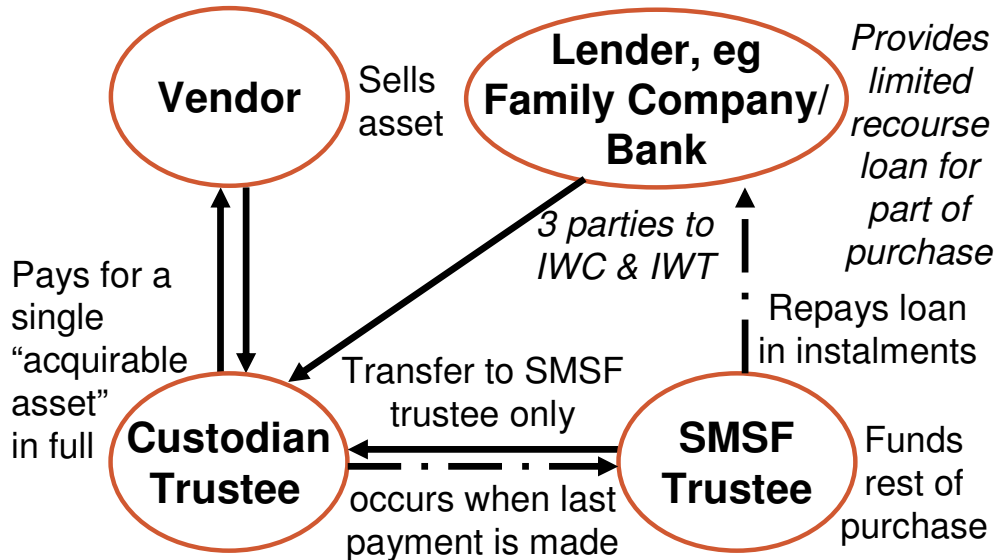 Vendor
Sells
asset
Lender, eg
Family Company/
Bank
Provides
limited
recourse
loan for
part of
purchase
3 parties to
IWC & IWT
Pays for a
single
“acquirable
asset”
in full
Repays loan
in instalments
Transfer to SMSF
trustee only
Custodian
Trustee
SMSF
Trustee
Funds
rest of
purchase
occurs when last
payment is made